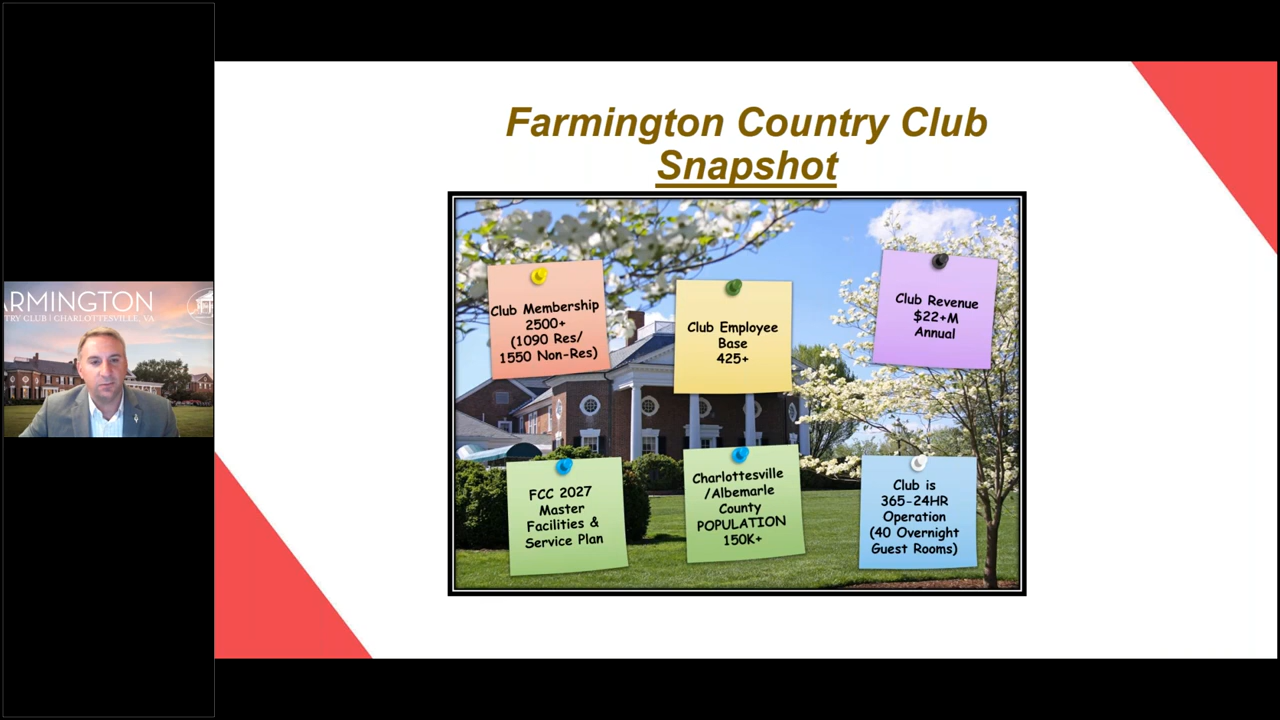 Farmington Country Club
Snapshot
Club Membership
2500+
(1090 Res/
1550 Non-Res)
Club Employee
Base
425+
Club Revenue
$22+M
Annual
FCC 2027
Master
Facilities &
Service Plan
Charlottesville
/Albemarle
County
POPULATION
150K+
Club is
365-24HR
Operation
(40 Overnight
Guest Rooms)
ARMINGTON
TRY CLUB | CHARLOTTESVILLE, VA